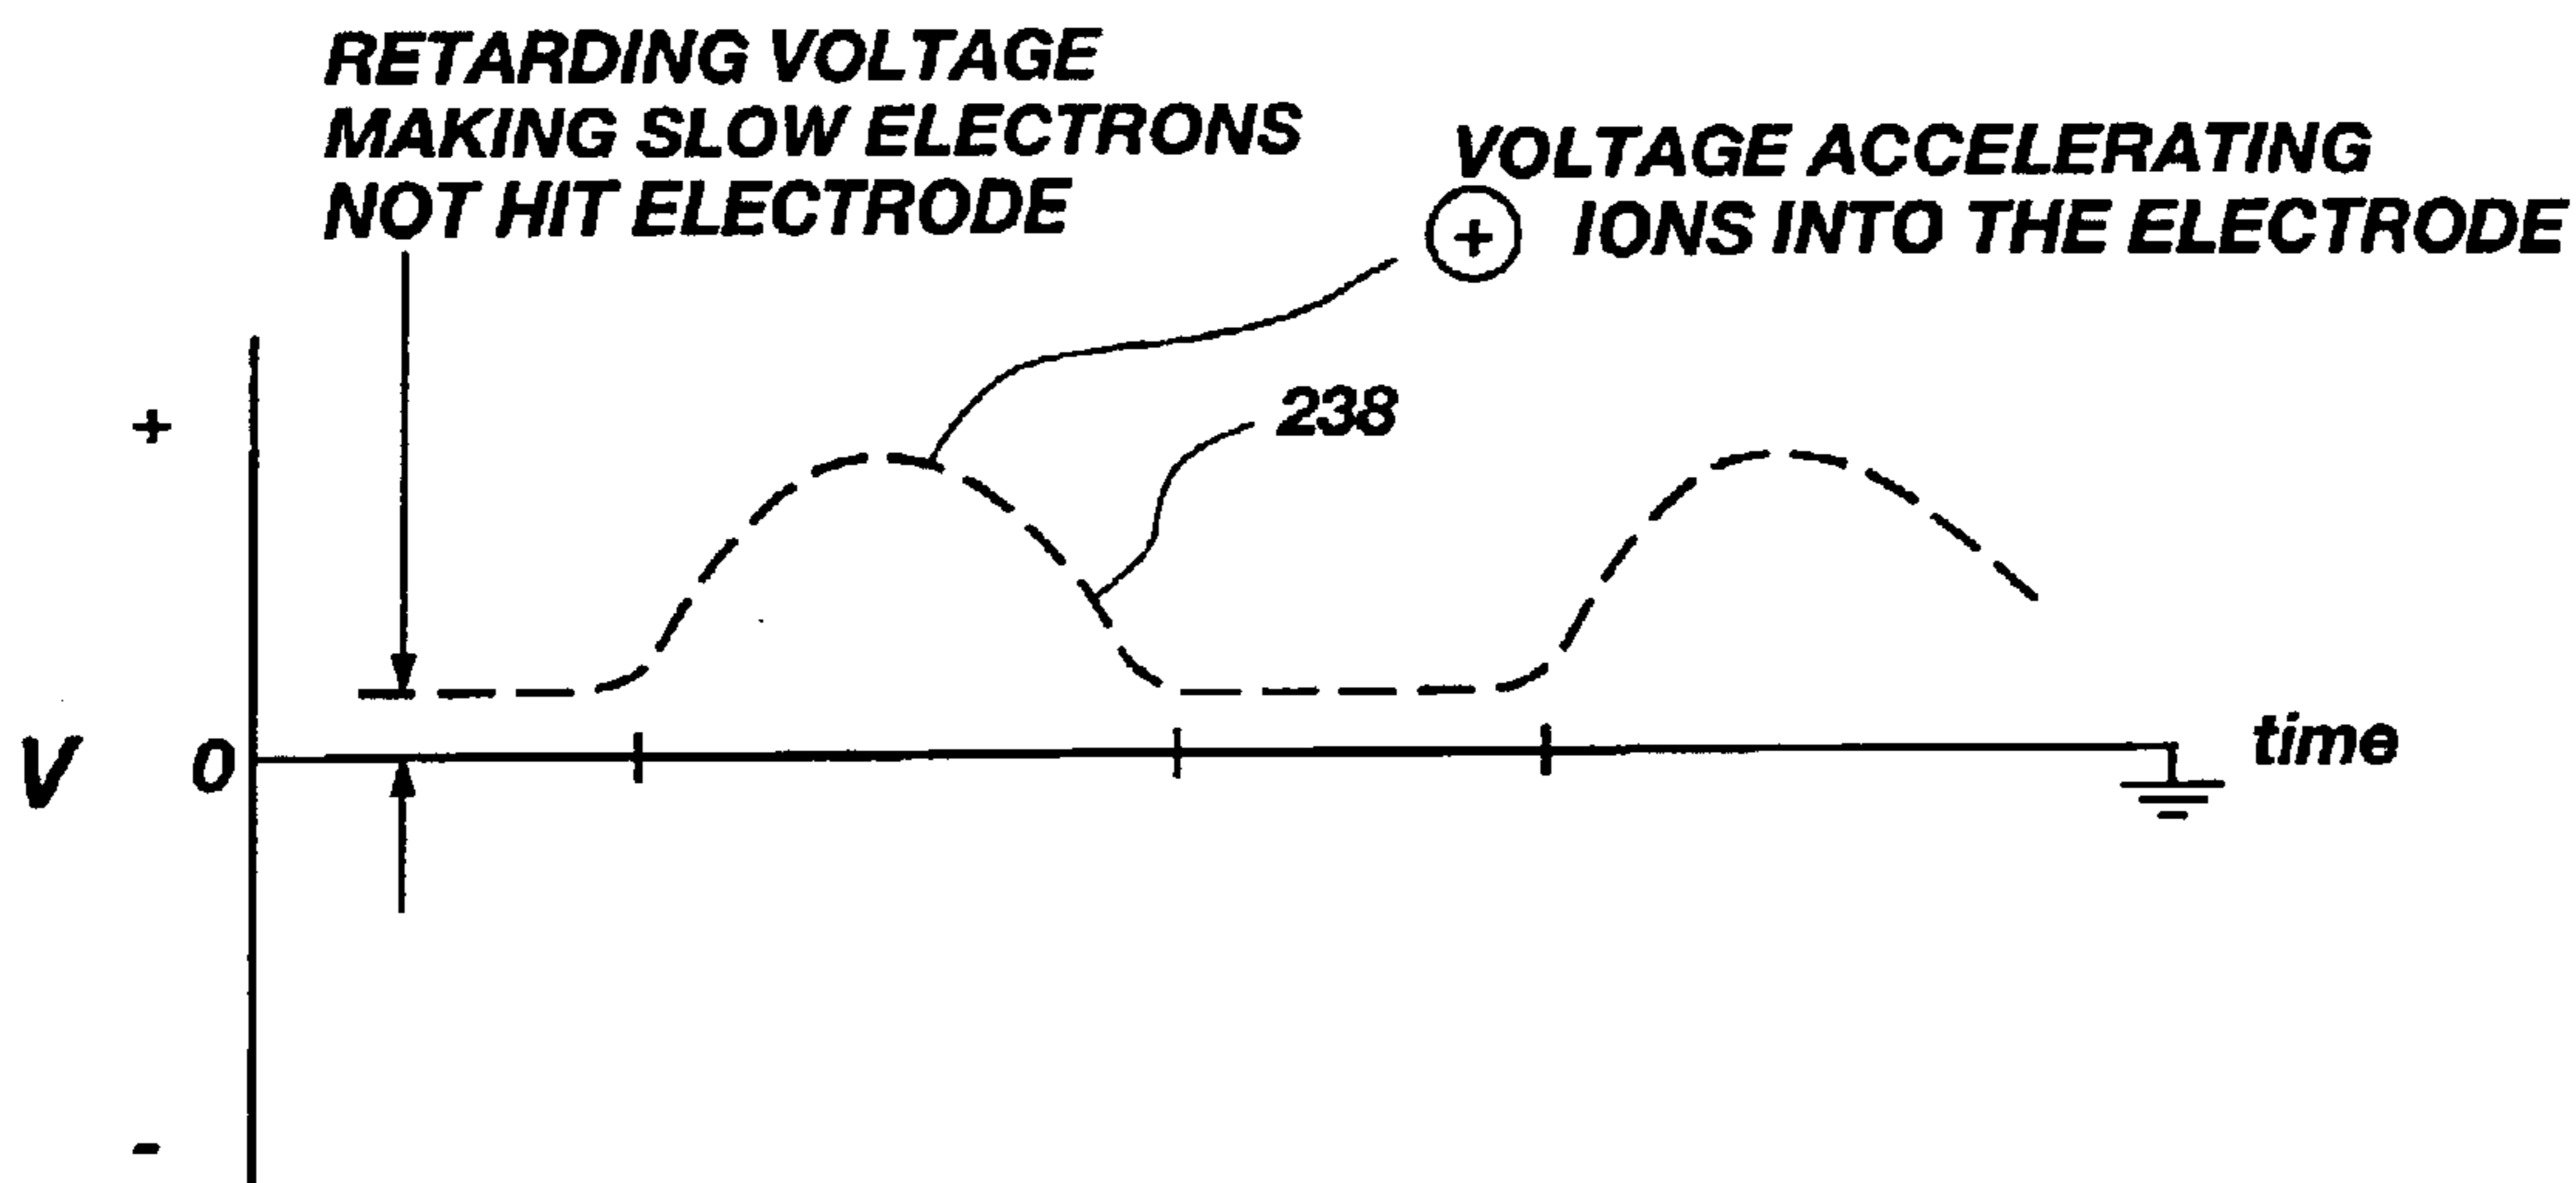 RETARDING VOLTAGE
MAKING SLOW ELECTRONS
NOT HIT ELECTRODE
VOLTAGE ACCELERATING
+ IONS INTO THE ELECTRODE
238
+
V 0
time
-